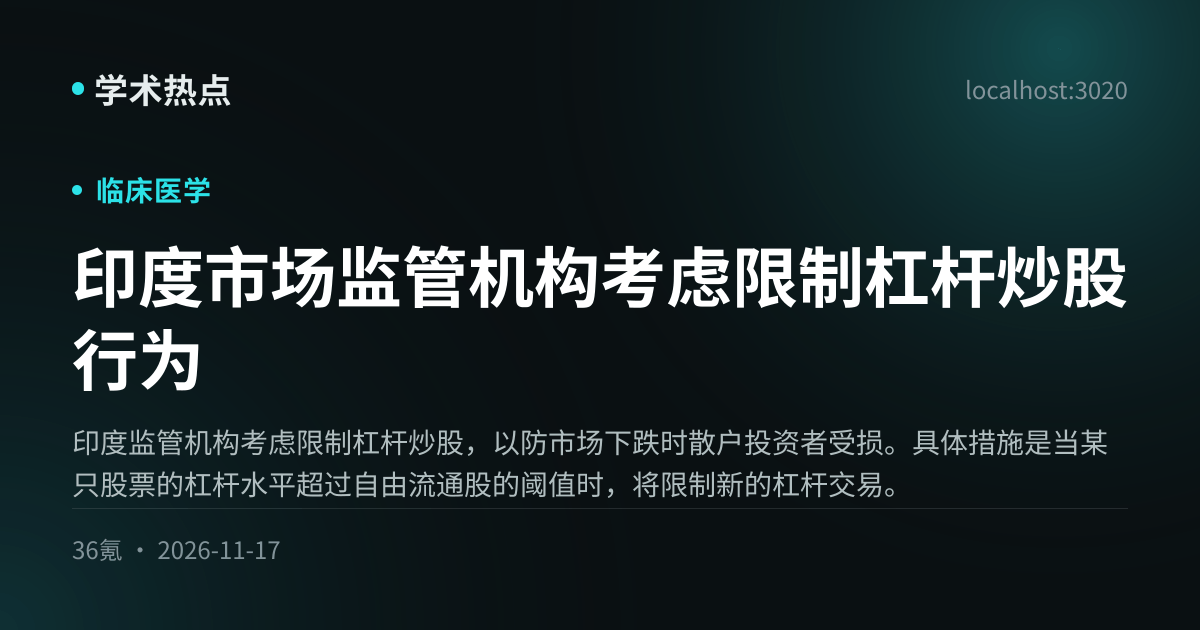 学术热点
localhost:3020
临床医学
印度市场监管机构考虑限制杠杆炒股
行为
印度监管机构考虑限制杠杆炒股，以防市场下跌时散户投资者受损。具体措施是当某
只股票的杠杆水平超过自由流通股的阈值时，将限制新的杠杆交易。
36氪 · 2026-11-17